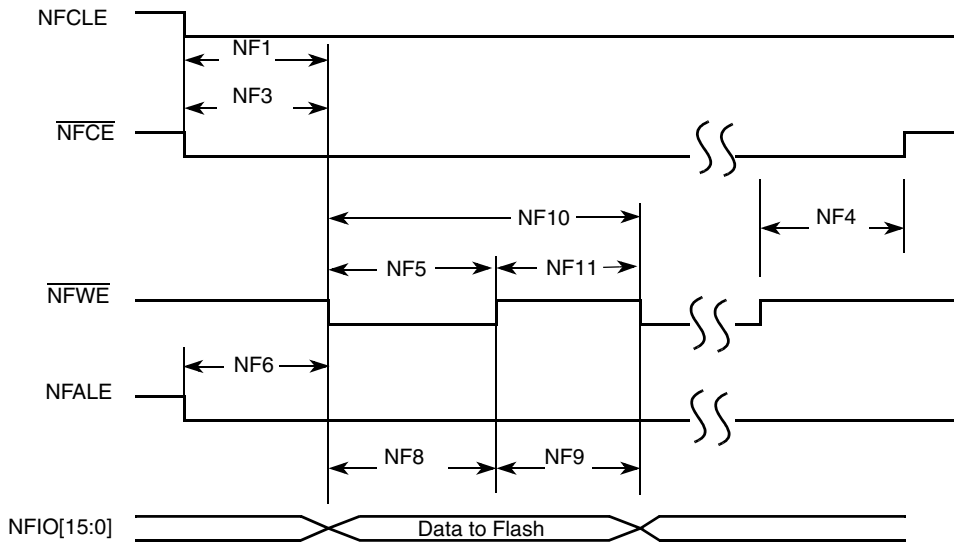 NFCLE
NF1
NF3
NFCE
NF10
NF4
NF5
NF11
NFWE
NF6
NFALE
NF8
NF9
NFIO[15:0]
Data to Flash